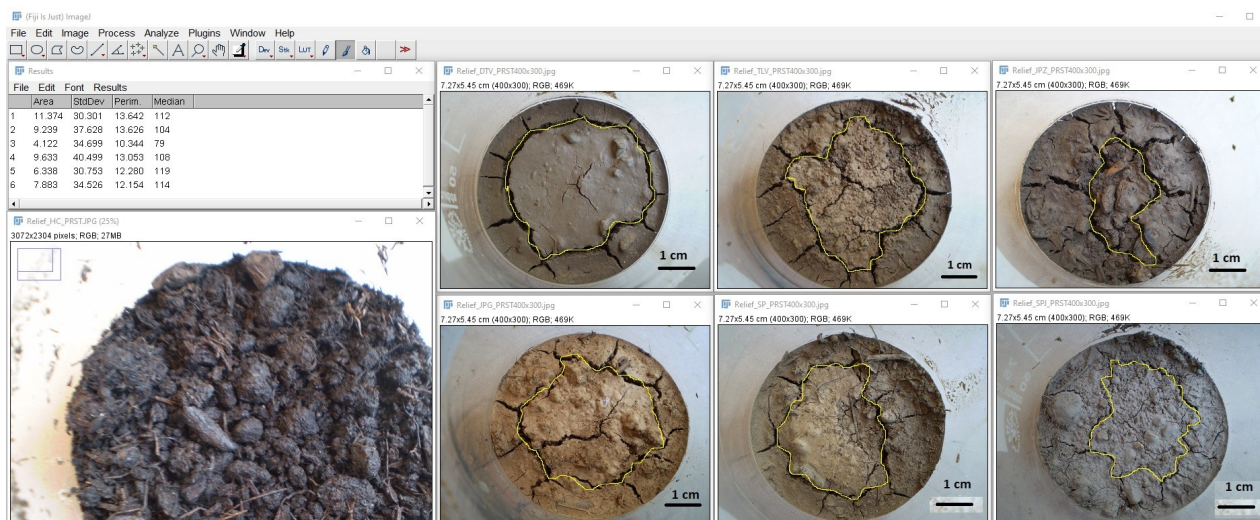 (Fiji Is Just) ImageJ
File Edit Image Process Analyze Plugins Window Help
Dev Stk LUT
Results
File Edit Font Results
Area StdDev Perim. Median
1 11.374 30.301 13.642 112
2 9.239 37.628 13.626 104
3 4.122 34.699 10.344 79
4 9.633 40.499 13.053 108
5 6.338 30.753 12.280 119
6 7.883 34.526 12.154 114
Relief_HC_PRST.JPG (25%)
3072x2304 pixels; RGB; 27MB
Relief_DTV_PRST400x300.jpg
7.27x5.45 cm (400x300); RGB; 469K
1 cm
Relief_TLV_PRST400x300.jpg
7.27x5.45 cm (400x300); RGB; 469K
1 cm
Relief_JPZ_PRST400x300.jpg
7.27x5.45 cm (400x300); RGB; 469K
1 cm
Relief_JPG_PRST400x300.jpg
7.27x5.45 cm (400x300); RGB; 469K
1 cm
Relief_SP_PRST400x300.jpg
7.27x5.45 cm (400x300); RGB; 469K
1 cm
Relief_SPJ_PRST400x300.jpg
7.27x5.45 cm (400x300); RGB; 469K
1 cm